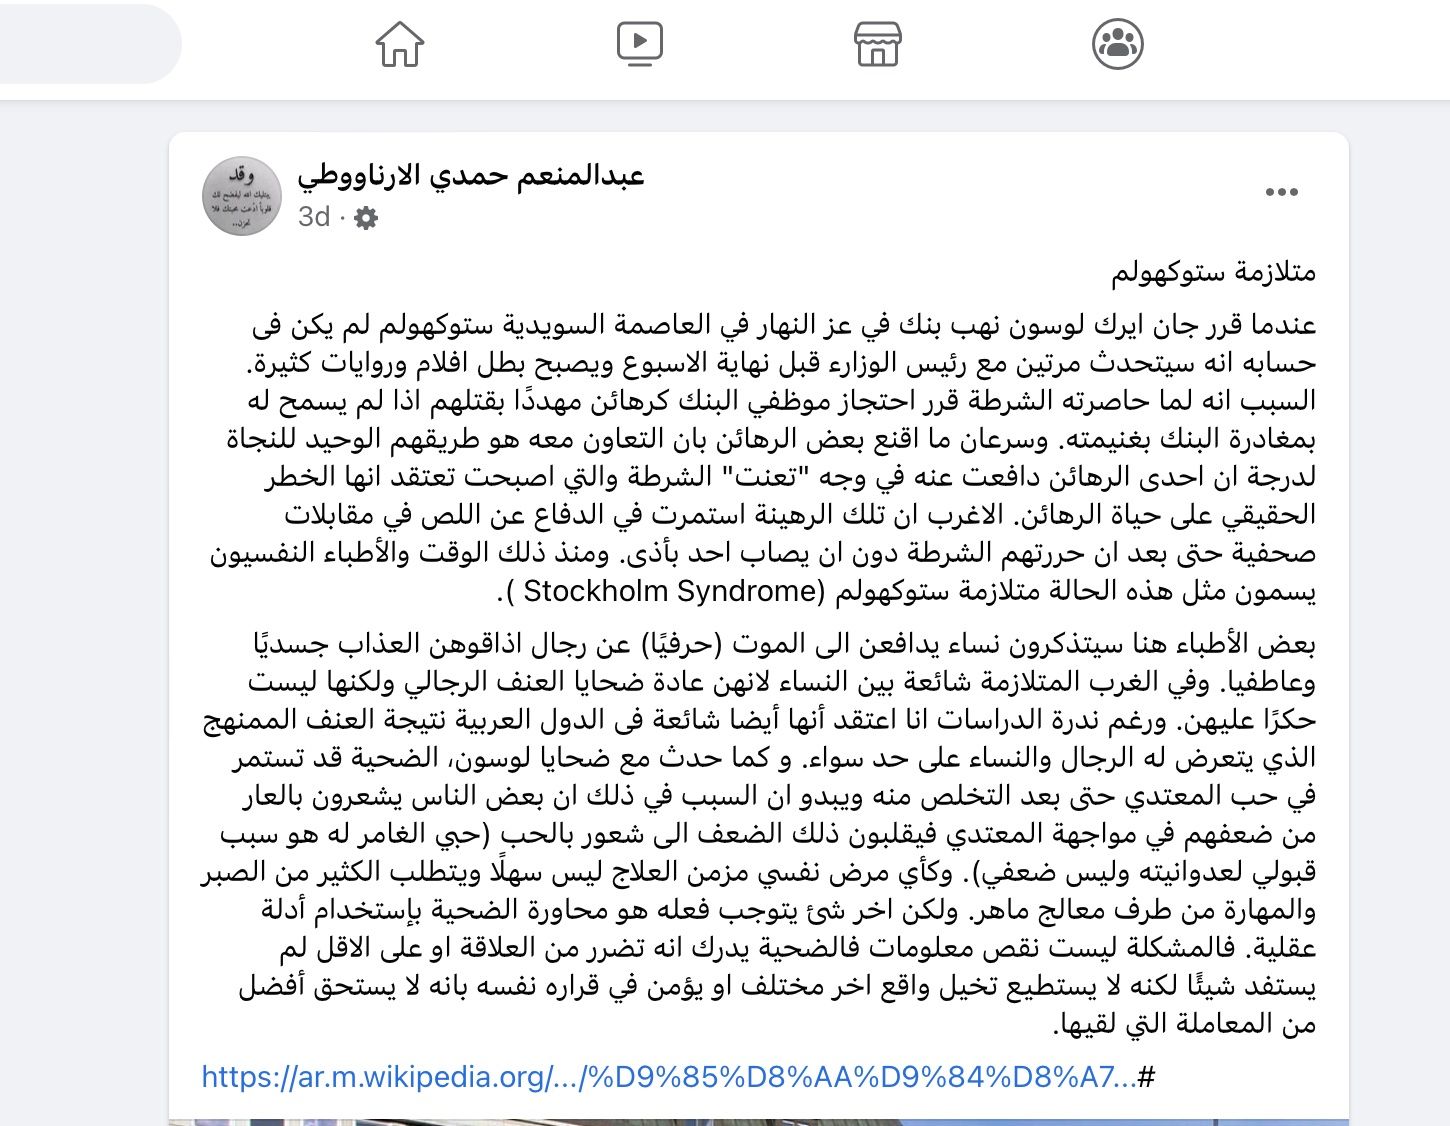 وقد
عبدالمنعم حمدي الارناووطي
3d ·
متلازمة ستوكهولم
عندما قرر جان ايرك لوسون نهب بنك في عز النهار في العاصمة السويدية ستوكهولم لم يكن فى
حسابه انه سيتحدث مرتين مع رئيس الوزارء قبل نهاية الاسبوع ويصبح بطل افلام وروايات كثيرة.
السبب انه لما حاصرته الشرطة قرر احتجاز موظفي البنك كرهائن مهددًا بقتلهم اذا لم يسمح له
بمغادرة البنك بغنيمته. وسرعان ما اقنع بعض الرهائن بان التعاون معه هو طريقهم الوحيد للنجاة
لدرجة ان احدى الرهائن دافعت عنه في وجه "تعنت" الشرطة والتي اصبحت تعتقد انها الخطر
الحقيقي على حياة الرهائن. الاغرب ان تلك الرهينة استمرت في الدفاع عن اللص في مقابلات
صحفية حتى بعد ان حررتهم الشرطة دون ان يصاب احد بأذى. ومنذ ذلك الوقت والأطباء النفسيون
يسمون مثل هذه الحالة متلازمة ستوكهولم (Stockholm Syndrome ).
بعض الأطباء هنا سيتذكرون نساء يدافعن الى الموت (حرفيًا) عن رجال اذاقوهن العذاب جسديًا
وعاطفيا. وفي الغرب المتلازمة شائعة بين النساء لانهن عادة ضحايا العنف الرجالي ولكنها ليست
حكرًا عليهن. ورغم ندرة الدراسات انا اعتقد أنها أيضا شائعة فى الدول العربية نتيجة العنف الممنهج
الذي يتعرض له الرجال والنساء على حد سواء. و كما حدث مع ضحايا لوسون، الضحية قد تستمر
في حب المعتدي حتى بعد التخلص منه ويبدو ان السبب في ذلك ان بعض الناس يشعرون بالعار
من ضعفهم في مواجهة المعتدي فيقلبون ذلك الضعف الى شعور بالحب (حبي الغامر له هو سبب
قبولي لعدوانيته وليس ضعفي). وكأي مرض نفسي مزمن العلاج ليس سهلًا ويتطلب الكثير من الصبر
والمهارة من طرف معالج ماهر. ولكن اخر شئ يتوجب فعله هو محاورة الضحية بإستخدام أدلة
عقلية. فالمشكلة ليست نقص معلومات فالضحية يدرك انه تضرر من العلاقة او على الاقل لم
يستفد شيئًا لكنه لا يستطيع تخيل واقع اخر مختلف او يؤمن في قراره نفسه بانه لا يستحق أفضل
من المعاملة التي لقيها.
https://ar.m.wikipedia.org/.../%D9%85%D8%AA%D9%84%D8%A7...#